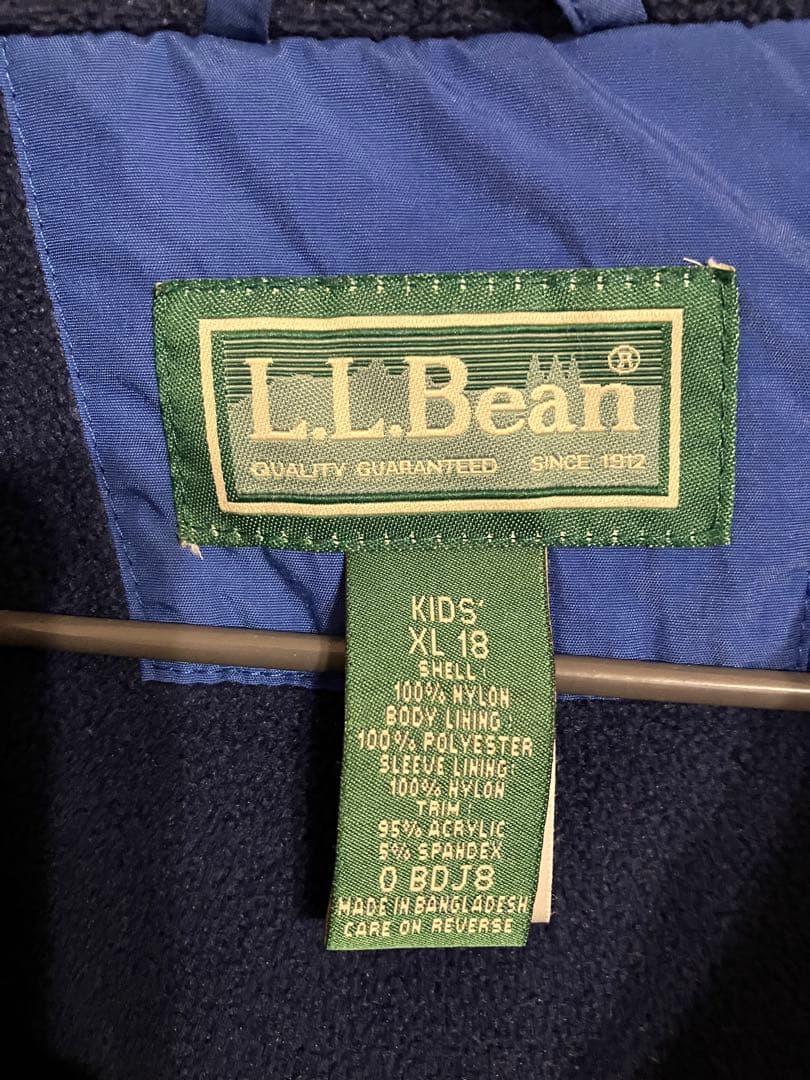 L.L.Bean®
QUALITY GUARANTEED SINCE 1912
KIDS'
XL 18
SHELL:
100% NYLON
BODY LINING:
100% POLYESTER
SLEEVE LINING:
100% NYLON
TRIM:
95% ACRYLIC
5% SPANDEX
0 BDJ8
MADE IN BANGLADESH
CARE ON REVERSE